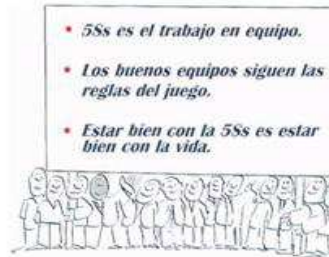 • 5Ss es el trabajo en equipo.
• Los buenos equipos siguen las
reglas del juego.
• Estar bien con la 5Ss es estar
bien con la vida.